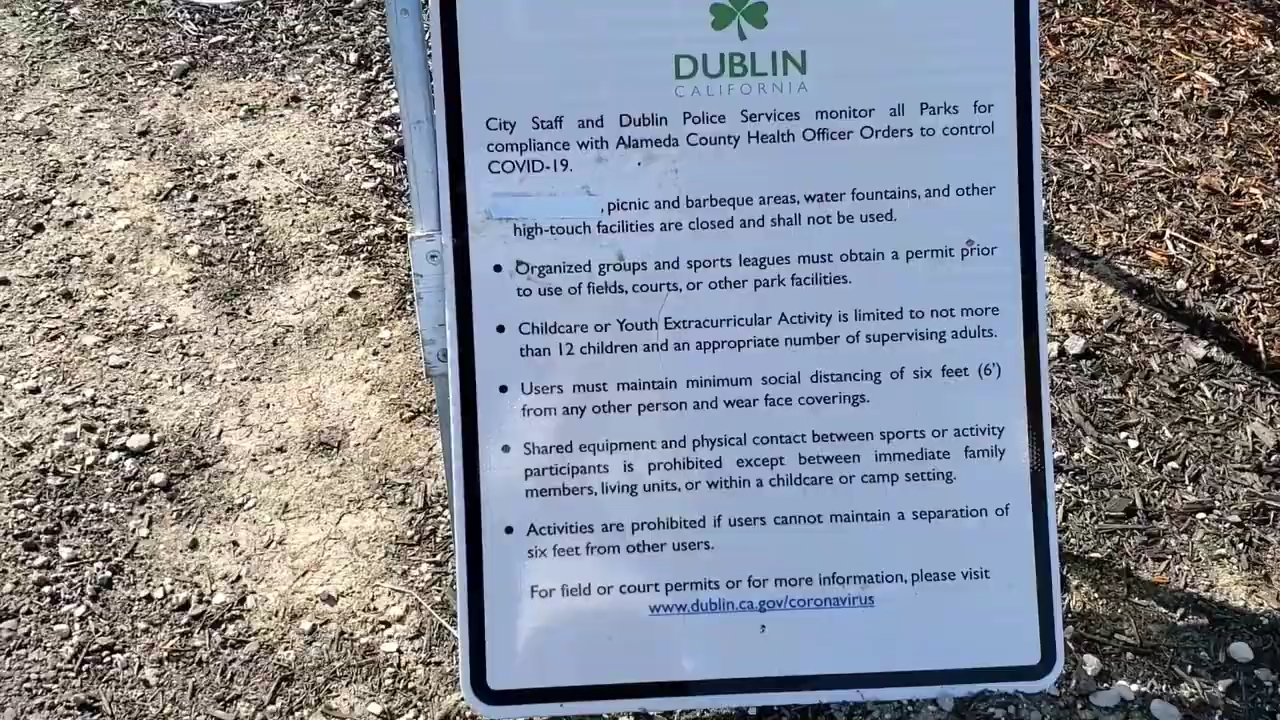 DUBLIN
CALIFORNIA
City Staff and Dublin Police Services monitor all Parks for
compliance with Alameda County Health Officer Orders to control
COVID-19.
, picnic and barbeque areas, water fountains, and other
high-touch facilities are closed and shall not be used.
• Organized groups and sports leagues must obtain a permit prior
to use of fields, courts, or other park facilities.
• Childcare or Youth Extracurricular Activity is limited to not more
than 12 children and an appropriate number of supervising adults.
• Users must maintain minimum social distancing of six feet (6')
from any other person and wear face coverings.
• Shared equipment and physical contact between sports or activity
participants is prohibited except between immediate family
members, living units, or within a childcare or camp setting.
• Activities are prohibited if users cannot maintain a separation of
six feet from other users.
For field or court permits or for more information, please visit
www.dublin.ca.gov/coronavirus